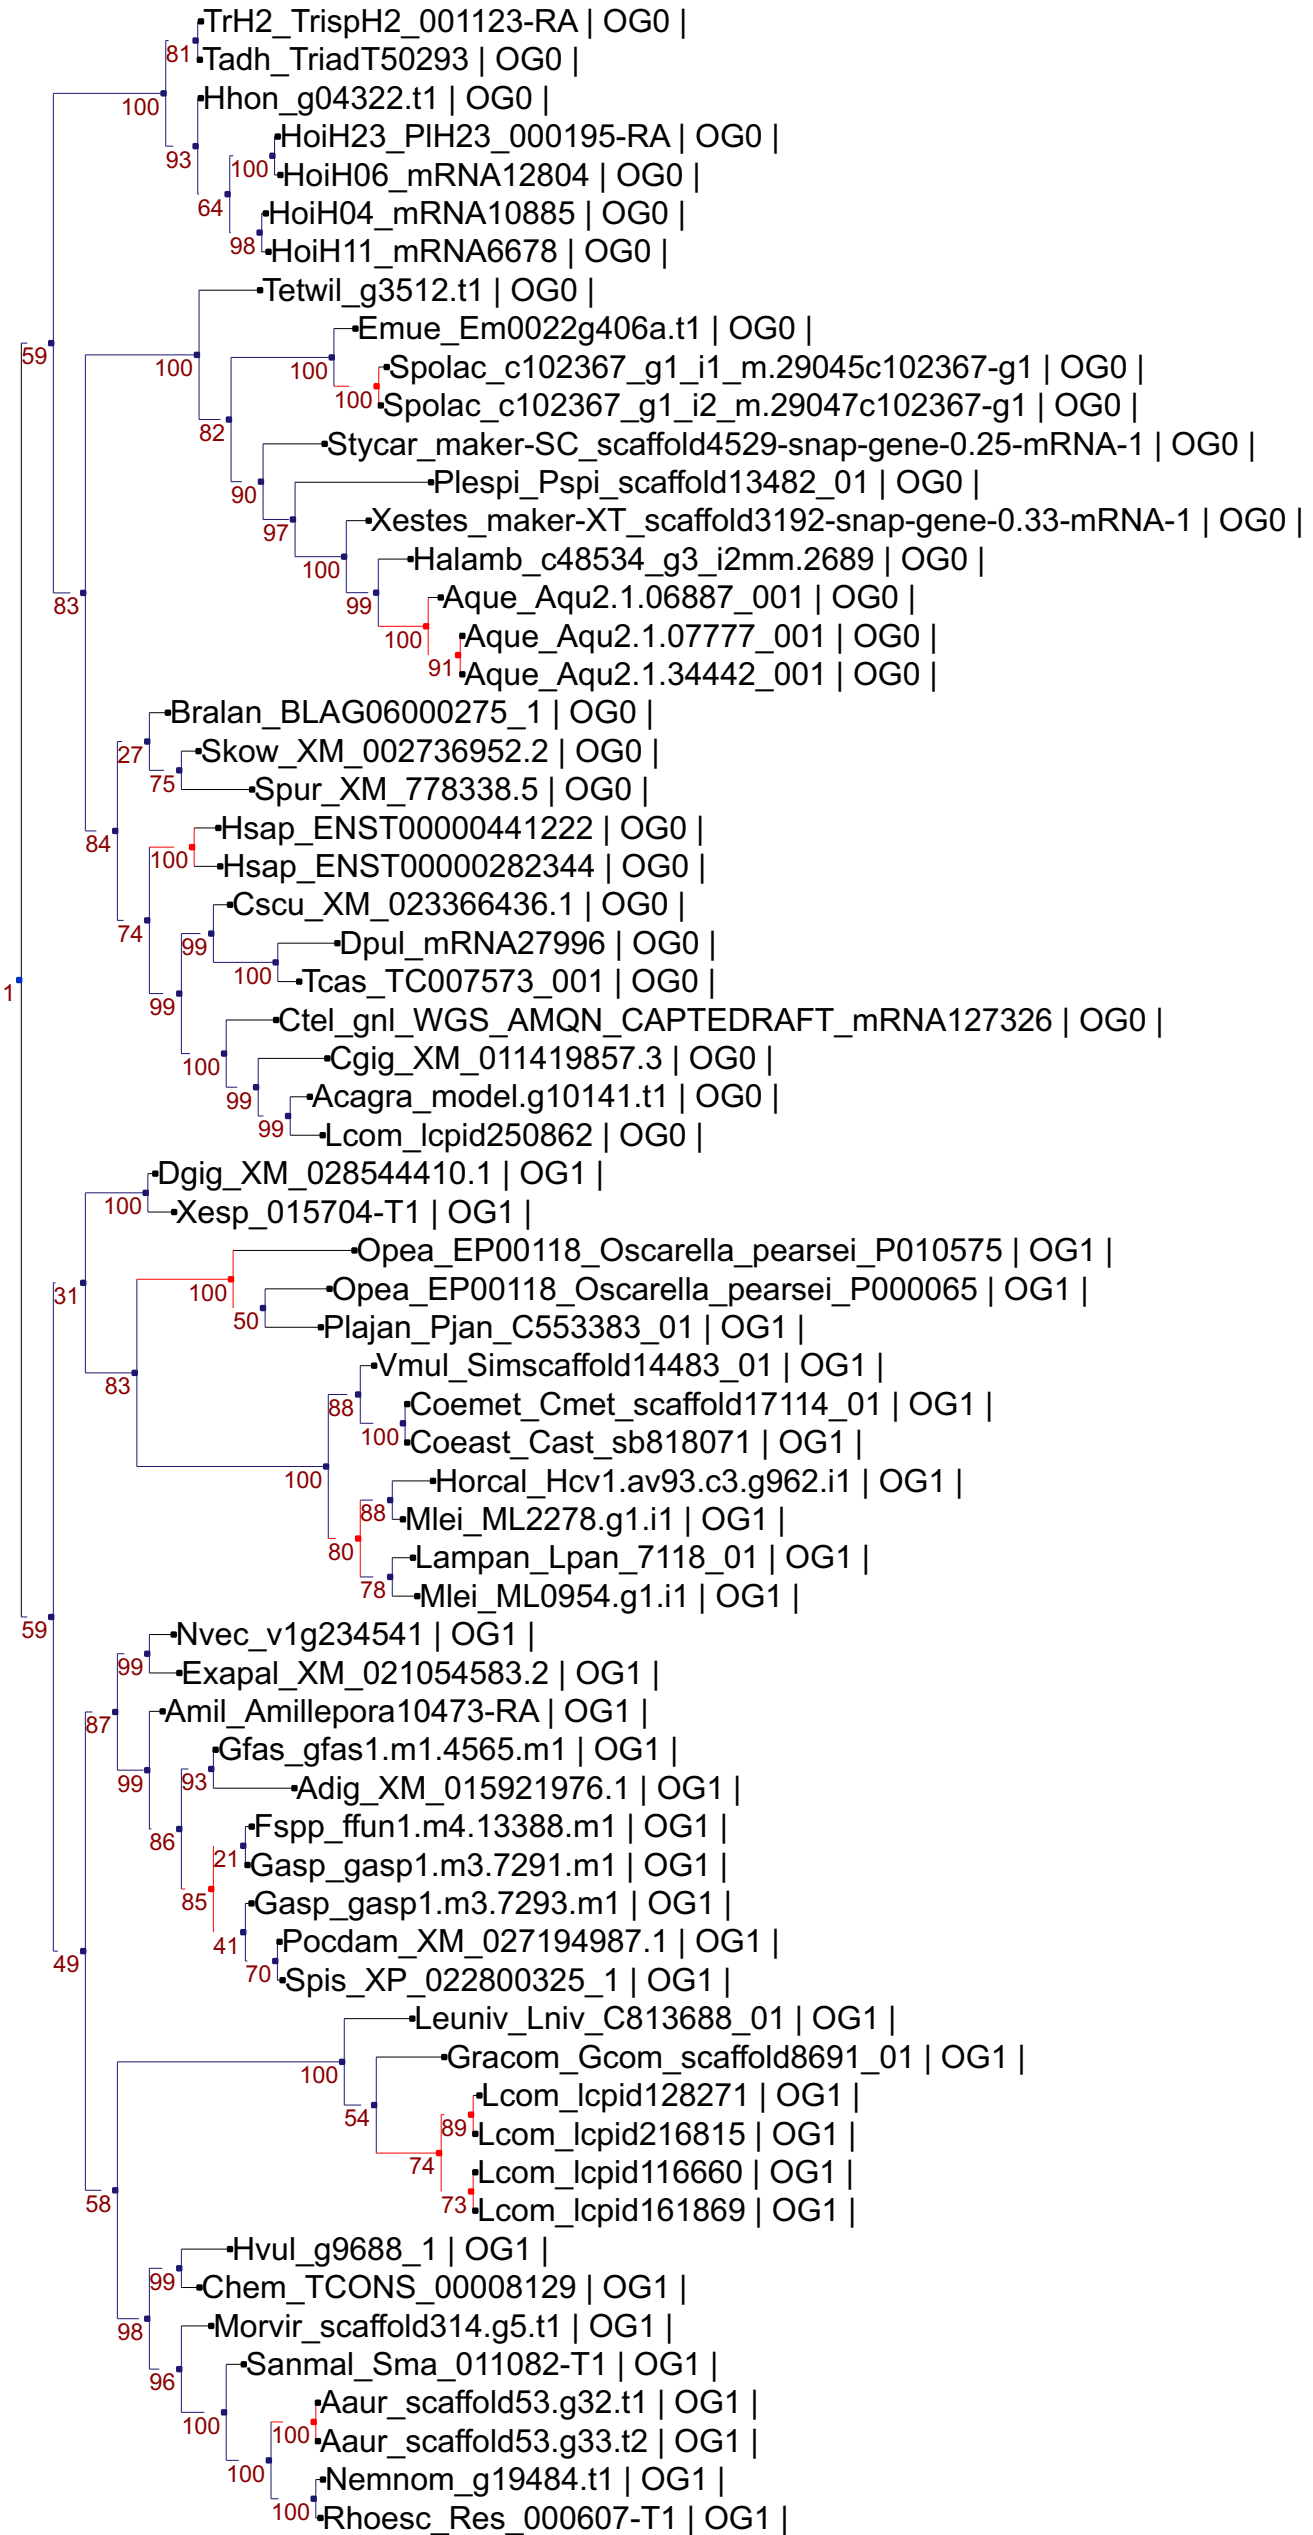 TrH2_TrispH2_001123-RA | OG0 |
81
Tadh_TriadT50293 | OG0 |
100
Hhon_g04322.t1 | OG0 |
HoiH23_PlH23_000195-RA | OG0 |
93
100
HoiH06_mRNA12804 | OG0 |
64
HoiH04_mRNA10885 | OG0 |
98
HoiH11_mRNA6678 | OG0 |
Tetwil_g3512.t1 | OG0 |
Emue_Em0022g406a.t1 | OG0 |
59
100
100
Spolac_c102367_g1_i1_m.29045c102367-g1 | OG0 |
100
Spolac_c102367_g1_i2_m.29047c102367-g1 | OG0 |
82
Stycar_maker-SC_scaffold4529-snap-gene-0.25-mRNA-1 | OG0 |
90
Plespi_Pspi_scaffold13482_01 | OG0 |
97
Xestes_maker-XT_scaffold3192-snap-gene-0.33-mRNA-1 | OG0 |
100
Halamb_c48534_g3_i2mm.2689 | OG0 |
83
99
Aque_Aqu2.1.06887_001 | OG0 |
100
Aque_Aqu2.1.07777_001 | OG0 |
91
Aque_Aqu2.1.34442_001 | OG0 |
Bralan_BLAG06000275_1 | OG0 |
27
Skow_XM_002736952.2 | OG0 |
75
Spur_XM_778338.5 | OG0 |
84
Hsap_ENST00000441222 | OG0 |
100
Hsap_ENST00000282344 | OG0 |
Cscu_XM_023366436.1 | OG0 |
74
99
Dpul_mRNA27996 | OG0 |
100
Tcas_TC007573_001 | OG0 |
1
99
Ctel_gnl_WGS_AMQN_CAPTEDRAFT_mRNA127326 | OG0 |
100
Cgig_XM_011419857.3 | OG0 |
99
Acagra_model.g10141.t1 | OG0 |
99
Lcom_lcpid250862 | OG0 |
Dgig_XM_028544410.1 | OG1 |
100
Xesp_015704-T1 | OG1 |
Opea_EP00118_Oscarella_pearsei_P010575 | OG1 |
31
100
Opea_EP00118_Oscarella_pearsei_P000065 | OG1 |
50
Plajan_Pjan_C553383_01 | OG1 |
83
Vmul_Simscaffold14483_01 | OG1 |
88
Coemet_Cmet_scaffold17114_01 | OG1 |
100
Coeast_Cast_sb818071 | OG1 |
100
Horcal_Hcv1.av93.c3.g962.i1 | OG1 |
88
Mlei_ML2278.g1.i1 | OG1 |
80
Lampan_Lpan_7118_01 | OG1 |
78
Mlei_ML0954.g1.i1 | OG1 |
59
Nvec_v1g234541 | OG1 |
99
Exapal_XM_021054583.2 | OG1 |
87
Amil_Amillepora10473-RA | OG1 |
Gfas_gfas1.m1.4565.m1 | OG1 |
99
93
Adig_XM_015921976.1 | OG1 |
86
Fspp_ffun1.m4.13388.m1 | OG1 |
21
Gasp_gasp1.m3.7291.m1 | OG1 |
85
Gasp_gasp1.m3.7293.m1 | OG1 |
41
Pocdam_XM_027194987.1 | OG1 |
49
70
Spis_XP_022800325_1 | OG1 |
Leuniv_Lniv_C813688_01 | OG1 |
Gracom_Gcom_scaffold8691_01 | OG1 |
100
Lcom_lcpid128271 | OG1 |
54
89
Lcom_lcpid216815 | OG1 |
74
Lcom_lcpid116660 | OG1 |
58
73
Lcom_lcpid161869 | OG1 |
Hvul_g9688_1 | OG1 |
99
Chem_TCONS_00008129 | OG1 |
98
Morvir_scaffold314.g5.t1 | OG1 |
Sanmal_Sma_011082-T1 | OG1 |
96
Aaur_scaffold53.g32.t1 | OG1 |
100
100
Aaur_scaffold53.g33.t2 | OG1 |
100
Nemnom_g19484.t1 | OG1 |
100
Rhoesc_Res_000607-T1 | OG1 |